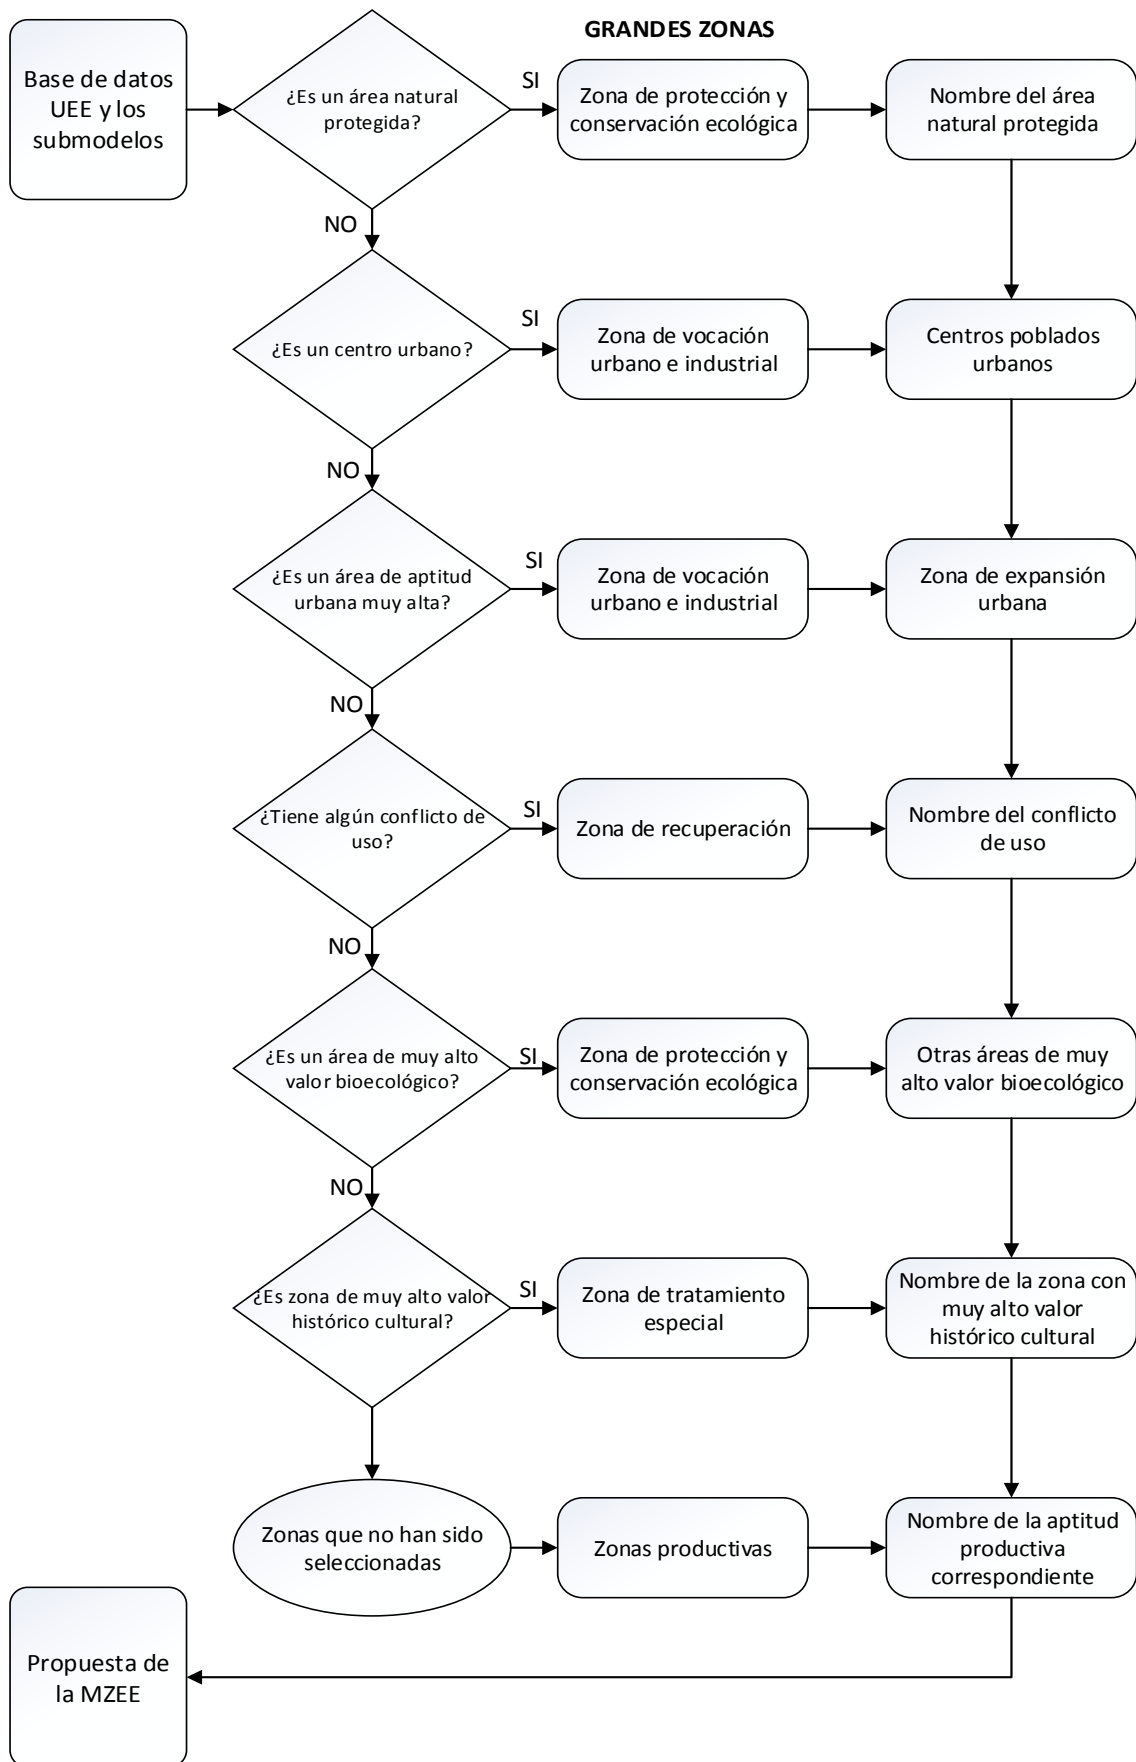 GRANDES ZONAS
Base de datos
UEE y los
submodelos
¿Es un área natural
protegida?
SI
Zona de protección y
conservación ecológica
Nombre del área
natural protegida
NO
¿Es un centro urbano?
SI
Zona de vocación
urbano e industrial
Centros poblados
urbanos
NO
¿Es un área de aptitud
urbana muy alta?
SI
Zona de vocación
urbano e industrial
Zona de expansión
urbana
NO
¿Tiene algún conflicto de
uso?
SI
Zona de recuperación
Nombre del conflicto
de uso
NO
¿Es un área de muy alto
valor bioecológico?
SI
Zona de protección y
conservación ecológica
Otras áreas de muy
alto valor bioecológico
NO
¿Es zona de muy alto valor
histórico cultural?
SI
Zona de tratamiento
especial
Nombre de la zona con
muy alto valor
histórico cultural
Zonas que no han sido
seleccionadas
Zonas productivas
Nombre de la aptitud
productiva
correspondiente
Propuesta de
la MZEE